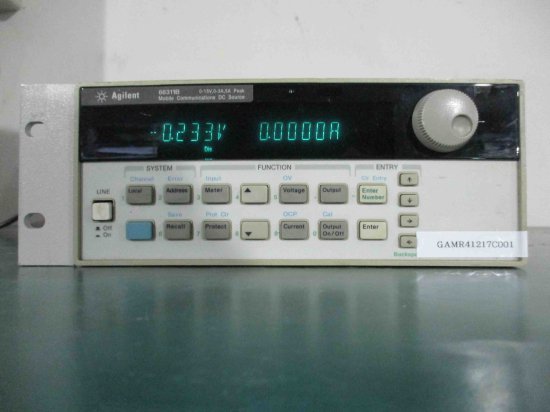 Agilent 66311B 0-15V,0-3A,5A Peak
Mobile Communications DC Source
-0.233V 0.0000A
Dis
SYSTEM FUNCTION ENTRY
Channel Error Input OV Clr Entry
LINE
Local Address Meter Voltage Output Enter Number
Off
On
Save Prot Clr OCP Cal
Recall Protect Current Output On/Off Enter
Backspace
GAMR41217C001